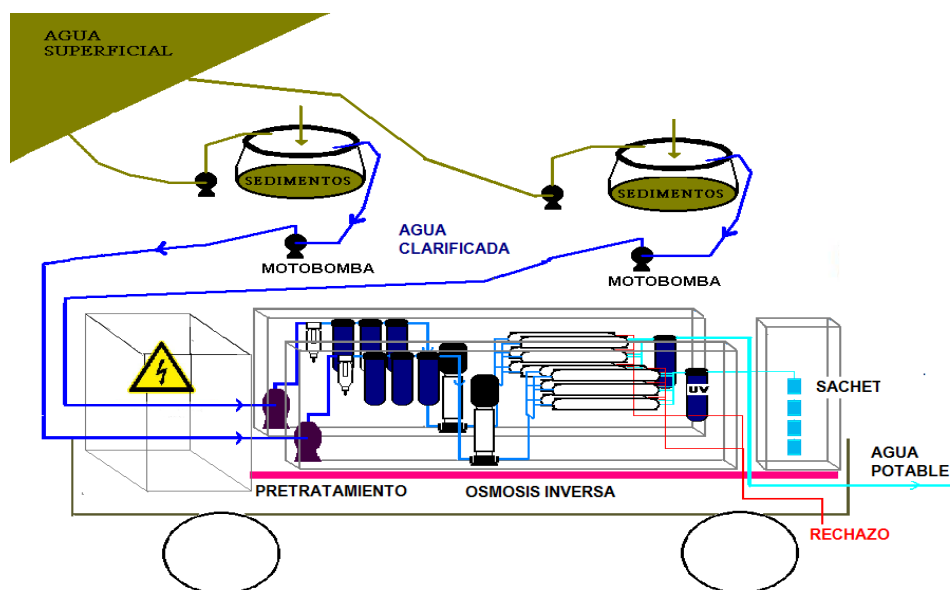 AGUA
SUPERFICIAL
SEDIMENTOS
SEDIMENTOS
AGUA
CLARIFICADA
MOTOBOMBA
MOTOBOMBA
UV
SACHET
AGUA
POTABLE
PRETRATAMIENTO
OSMOSIS INVERSA
RECHAZO